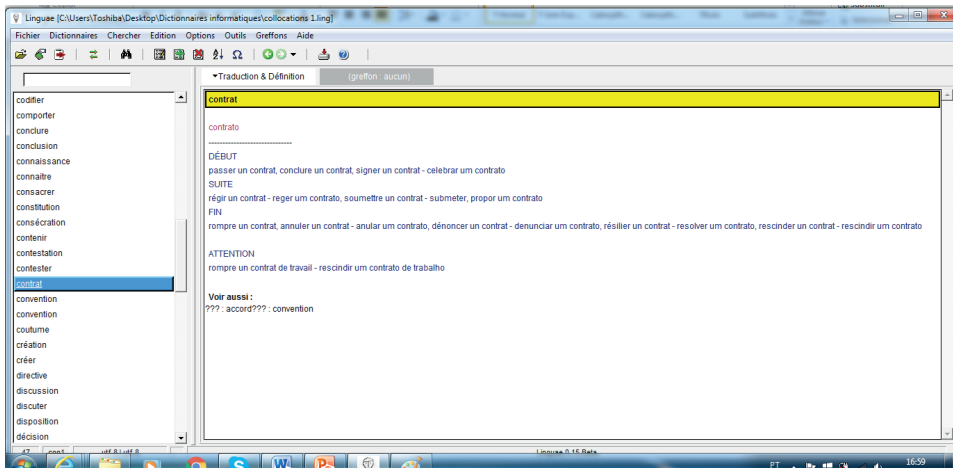 Linguae [C:\Users\Toshiba\Desktop\Dictionnaires informatiques\collocations 1.ling]
Fichier Dictionnaires Chercher Edition Options Outils Greffons Aide
Traduction & Définition
(greffon : aucun)
codifier
comporter
conclure
conclusion
connaissance
connaitre
consacrer
constitution
consécration
contenir
contestation
contester
contrat
convention
convention
coutume
création
créer
directive
discussion
discuter
disposition
décision
contrat
contrato
------------------------------
DÉBUT
passer un contrat, conclure un contrat, signer un contrat - celebrar um contrato
SUITE
régir un contrat - reger um contrato, soumettre un contrat - submeter, propor um contrato
FIN
rompre un contrat, annuler un contrat - anular um contrato, dénoncer un contrat - denunciar um contrato, résilier un contrat - resolver um contrato, rescinder un contrat - rescindir um contrato
ATTENTION
rompre un contrat de travail - rescindir um contrato de trabalho
Voir aussi :
??? : accord??? : convention
47 con1 utf 8 | utf 8 Linguae 0.15 Beta
PT 16:59